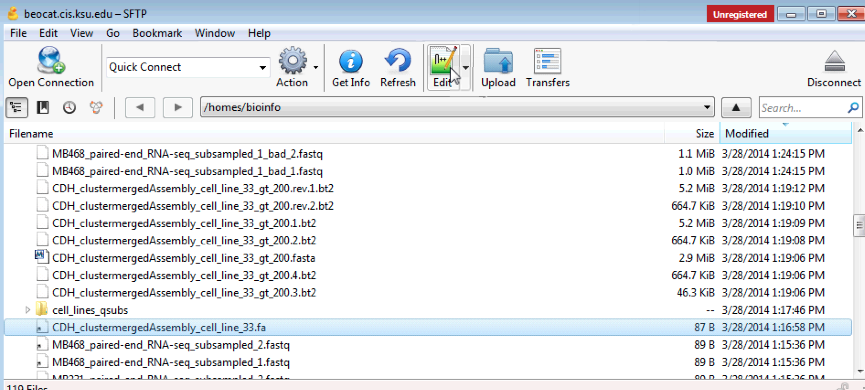 beocat.cis.ksu.edu – SFTP
Unregistered
File Edit View Go Bookmark Window Help
Quick Connect
Open Connection Action Get Info Refresh Edit Upload Transfers Disconnect
/homes/bioinfo Search...
Filename Size Modified
MB468_paired-end_RNA-seq_subsampled_1_bad_2.fastq 1.1 MiB 3/28/2014 1:24:15 PM
MB468_paired-end_RNA-seq_subsampled_1_bad_1.fastq 1.0 MiB 3/28/2014 1:24:15 PM
CDH_clustermergedAssembly_cell_line_33_gt_200.rev.1.bt2 5.2 MiB 3/28/2014 1:19:12 PM
CDH_clustermergedAssembly_cell_line_33_gt_200.rev.2.bt2 664.7 KiB 3/28/2014 1:19:10 PM
CDH_clustermergedAssembly_cell_line_33_gt_200.1.bt2 5.2 MiB 3/28/2014 1:19:09 PM
CDH_clustermergedAssembly_cell_line_33_gt_200.2.bt2 664.7 KiB 3/28/2014 1:19:08 PM
CDH_clustermergedAssembly_cell_line_33_gt_200.fasta 2.9 MiB 3/28/2014 1:19:06 PM
CDH_clustermergedAssembly_cell_line_33_gt_200.4.bt2 664.7 KiB 3/28/2014 1:19:06 PM
CDH_clustermergedAssembly_cell_line_33_gt_200.3.bt2 46.3 KiB 3/28/2014 1:19:06 PM
cell_lines_qsubs -- 3/28/2014 1:17:46 PM
CDH_clustermergedAssembly_cell_line_33.fa 87 B 3/28/2014 1:16:58 PM
MB468_paired-end_RNA-seq_subsampled_2.fastq 89 B 3/28/2014 1:15:36 PM
MB468_paired-end_RNA-seq_subsampled_1.fastq 89 B 3/28/2014 1:15:36 PM
119 Files